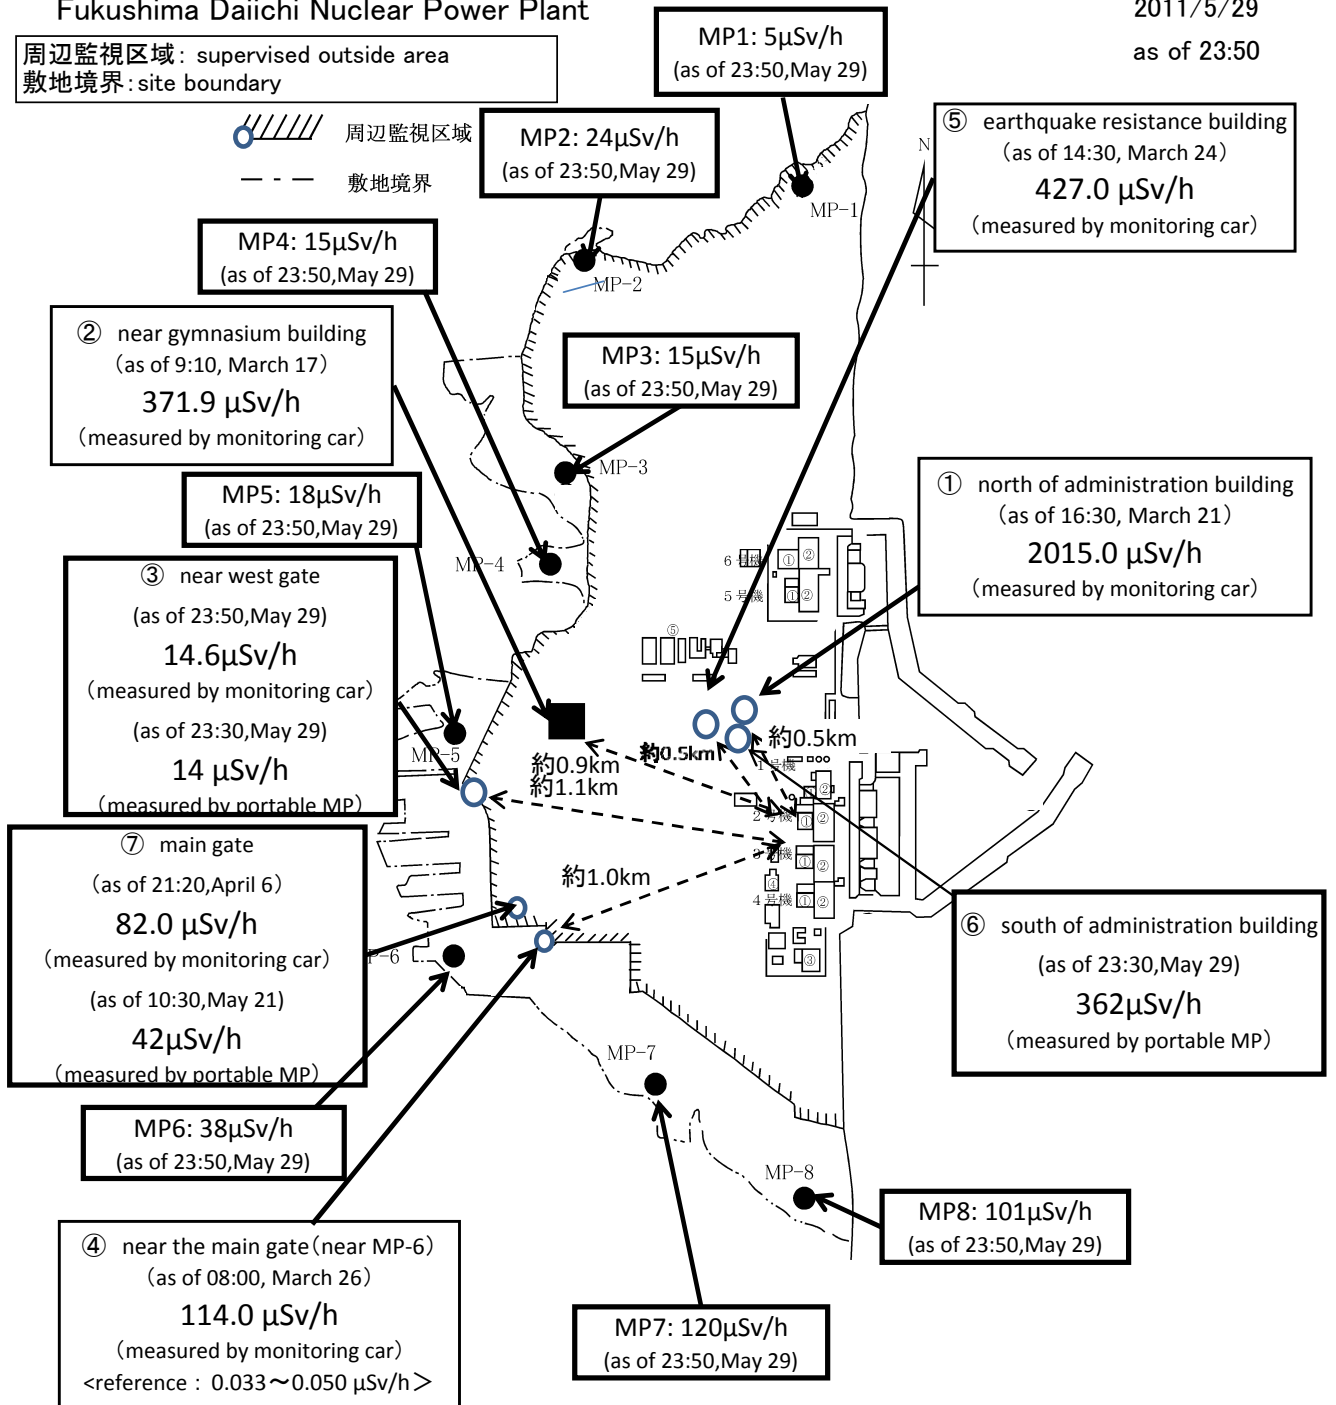 Fukushima Daiichi Nuclear Power Plant
2011/5/29
as of 23:50
周辺監視区域: supervised outside area
敷地境界:site boundary
周辺監視区域
敷地境界
MP1: 5μSv/h
(as of 23:50,May 29)
MP2: 24μSv/h
(as of 23:50,May 29)
⑤ earthquake resistance building
(as of 14:30, March 24)
427.0 μSv/h
(measured by monitoring car)
N
MP-1
MP4: 15μSv/h
(as of 23:50,May 29)
MP-2
② near gymnasium building
(as of 9:10, March 17)
371.9 μSv/h
(measured by monitoring car)
MP3: 15μSv/h
(as of 23:50,May 29)
MP-3
MP5: 18μSv/h
(as of 23:50,May 29)
① north of administration building
(as of 16:30, March 21)
2015.0 μSv/h
(measured by monitoring car)
MP-4
6号機
① ②
5号機
① ②
⑤
③ near west gate
(as of 23:50,May 29)
14.6μSv/h
(measured by monitoring car)
(as of 23:30,May 29)
14 μSv/h
(measured by portable MP)
MP-5
約0.9km
約1.1km
約0.5km
約0.5km
1号機
②
2号機
① ②
3号機
① ②
4号機
① ②
④
③
約1.0km
⑦ main gate
(as of 21:20,April 6)
82.0 μSv/h
(measured by monitoring car)
(as of 10:30,May 21)
42μSv/h
(measured by portable MP)
P-6
⑥ south of administration building
(as of 23:30,May 29)
362μSv/h
(measured by portable MP)
MP-7
MP6: 38μSv/h
(as of 23:50,May 29)
MP-8
MP8: 101μSv/h
(as of 23:50,May 29)
④ near the main gate(near MP-6)
(as of 08:00, March 26)
114.0 μSv/h
(measured by monitoring car)
<reference : 0.033～0.050 μSv/h>
MP7: 120μSv/h
(as of 23:50,May 29)